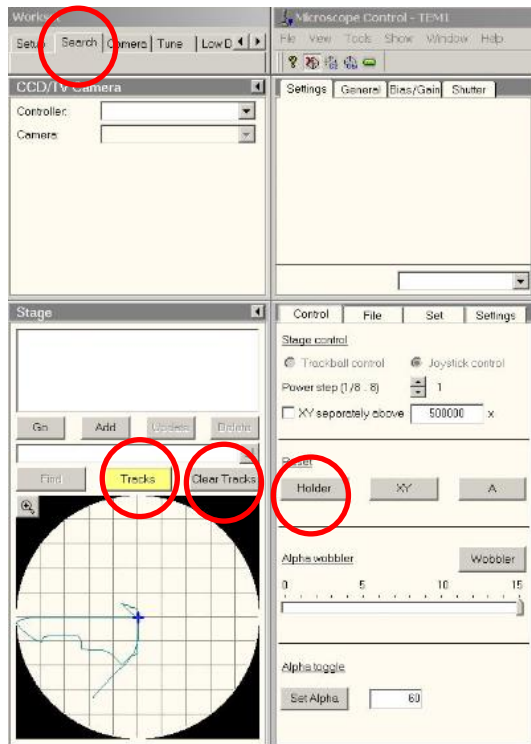 Workset
Setup Search Camera Tune Low D
CCD/TV Camera
Controller:
Camera:
Stage
Go Add Update Delete
Find Tracks Clear Tracks
Microscope Control - TEM1
File View Tools Show Window Help
Settings General Bias/Gain Shutter
Control File Set Settings
Stage control
Trackball control Joystick control
Power step (1/8 .. 8) 1
XY separately above 500000 x
Reset
Holder XY A
Alpha wobbler Wobbler
0 5 10 15
Alpha toggle
Set Alpha 60